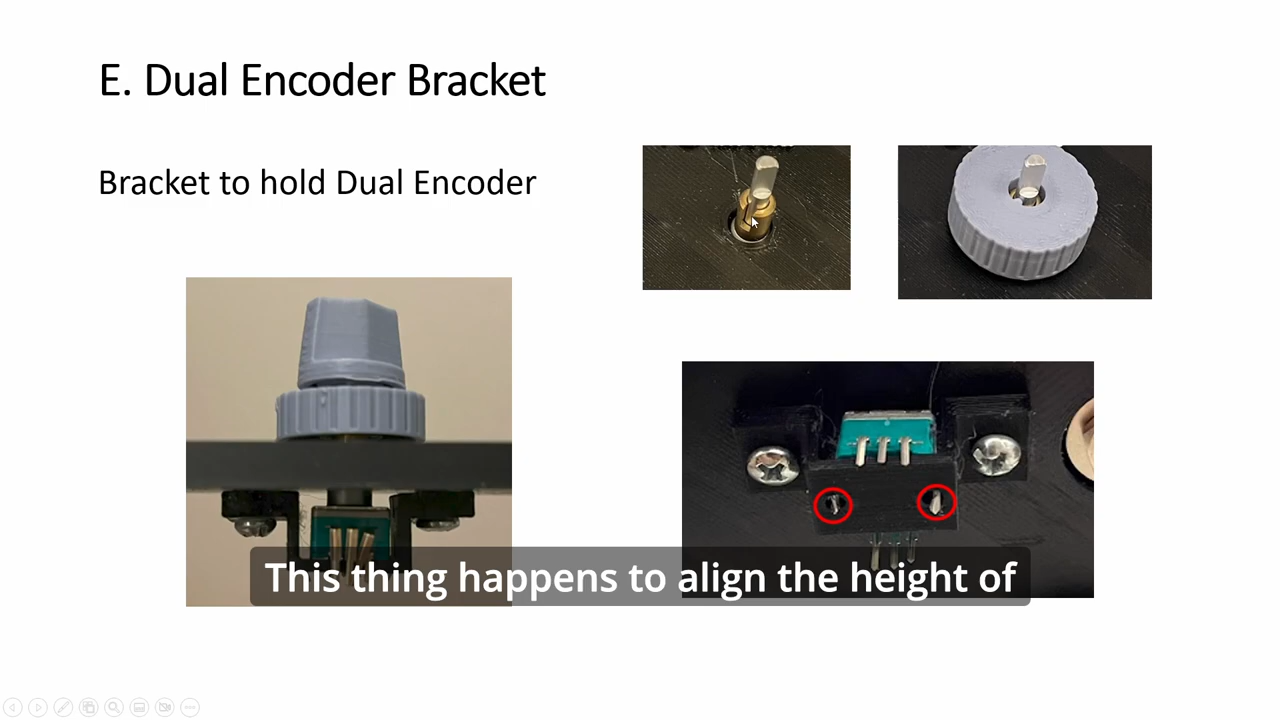 E. Dual Encoder Bracket
Bracket to hold Dual Encoder
This thing happens to align the height of